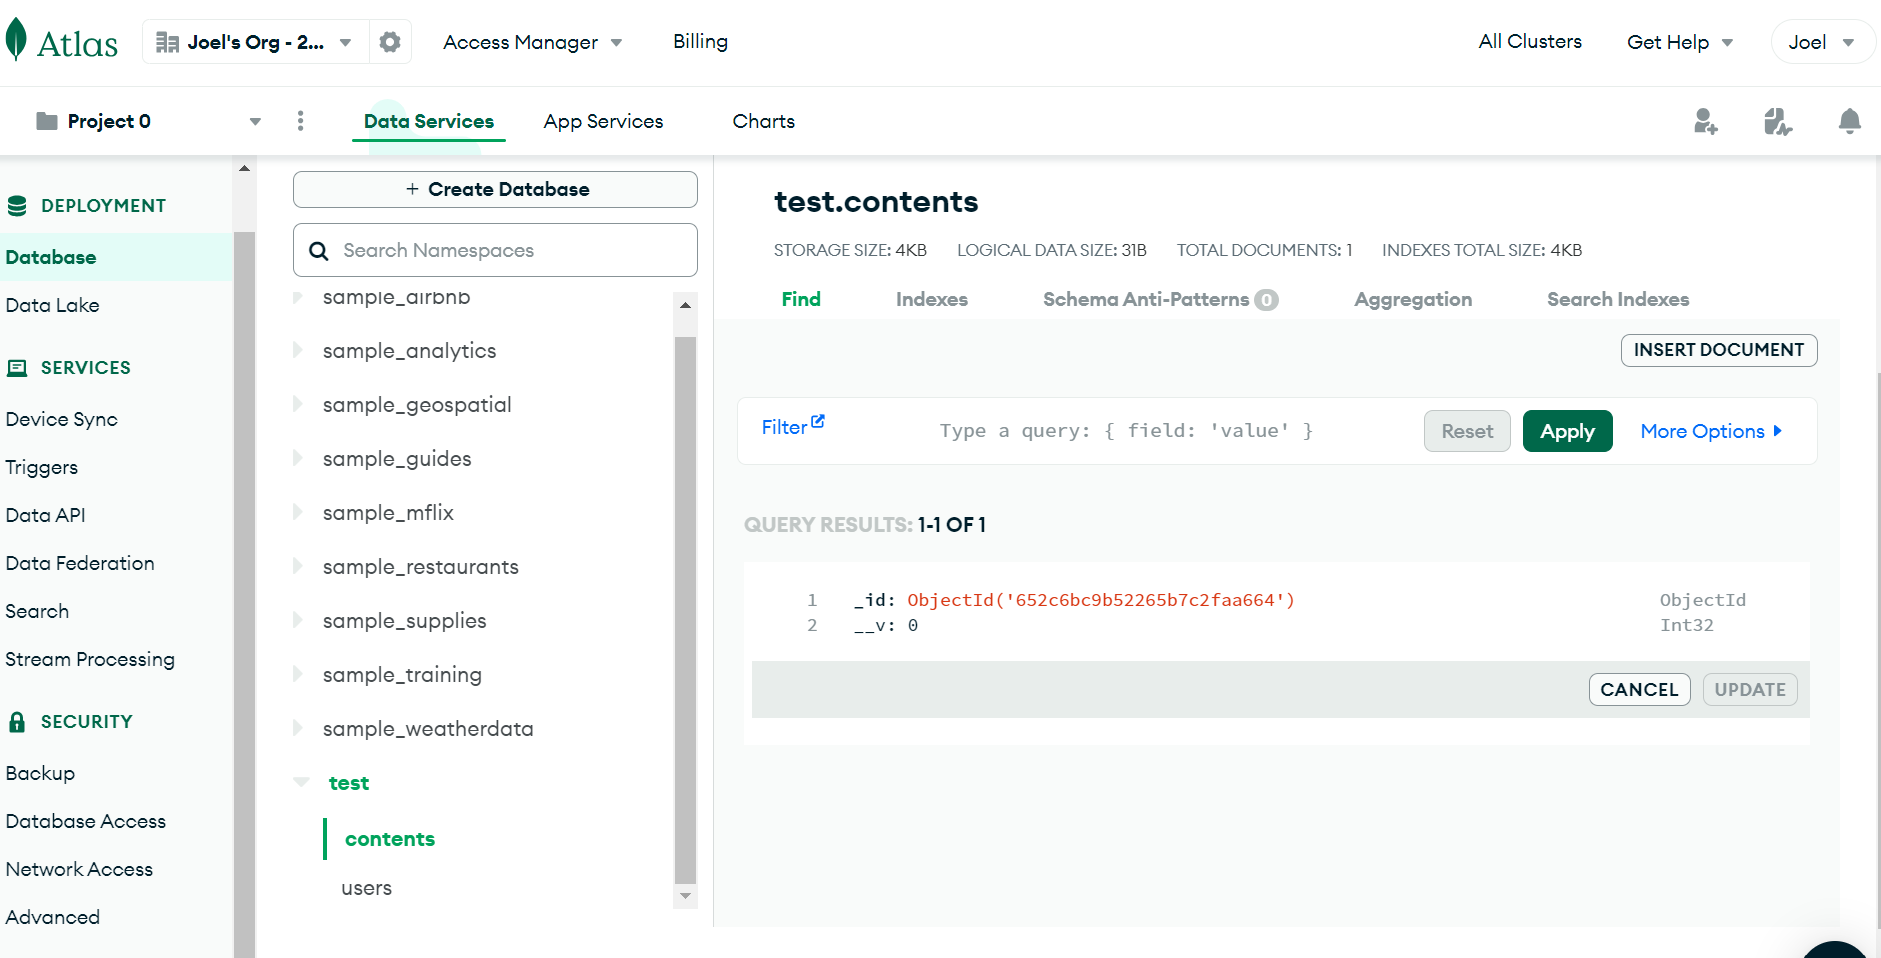 Atlas
Joel's Org - 2...
Access Manager
Billing
All Clusters
Get Help
Joel
Project 0
Data Services
App Services
Charts
DEPLOYMENT
Database
Data Lake
SERVICES
Device Sync
Triggers
Data API
Data Federation
Search
Stream Processing
SECURITY
Backup
Database Access
Network Access
Advanced
+ Create Database
Search Namespaces
sample_airbnb
sample_analytics
sample_geospatial
sample_guides
sample_mflix
sample_restaurants
sample_supplies
sample_training
sample_weatherdata
test
contents
users
test.contents
STORAGE SIZE: 4KB LOGICAL DATA SIZE: 31B TOTAL DOCUMENTS: 1 INDEXES TOTAL SIZE: 4KB
Find Indexes Schema Anti-Patterns 0 Aggregation Search Indexes
INSERT DOCUMENT
Filter Type a query: { field: 'value' } Reset Apply More Options
QUERY RESULTS: 1-1 OF 1
1 _id: ObjectId('652c6bc9b52265b7c2faa664') ObjectId
2 __v: 0 Int32
CANCEL UPDATE